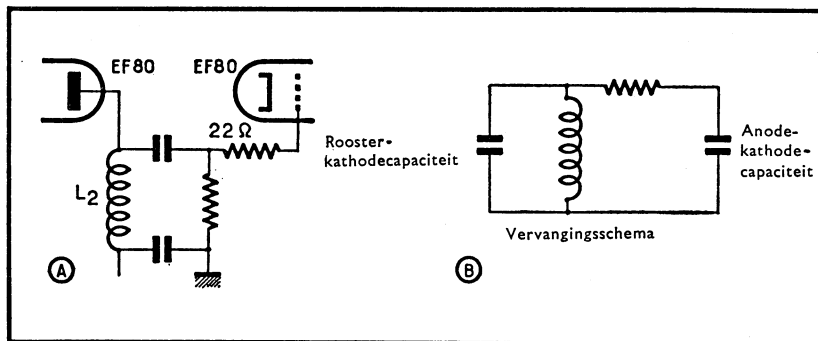 EF80
EF80
22 Ω
L2
A
Rooster-
kathodecapaciteit
Anode-
kathode-
capaciteit
Vervangingsschema
B